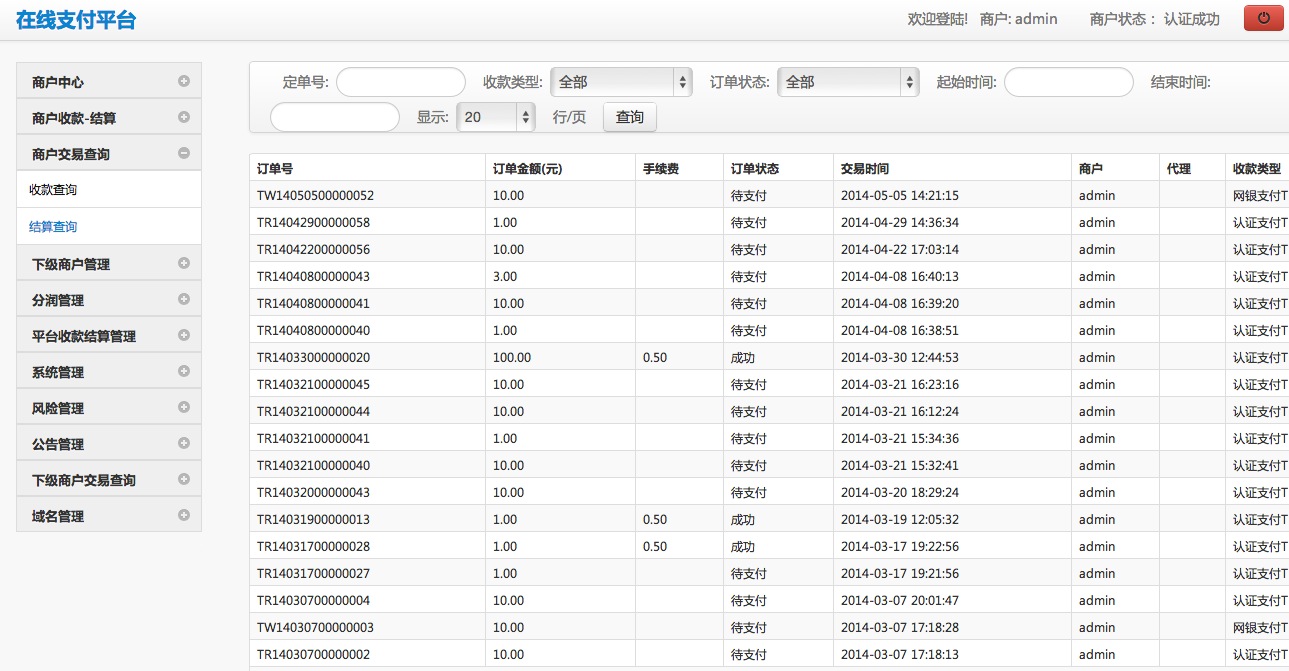 在线支付平台
欢迎登陆! 商户: admin 商户状态 : 认证成功
商户中心
商户收款-结算
商户交易查询
收款查询
结算查询
下级商户管理
分润管理
平台收款结算管理
系统管理
风险管理
公告管理
下级商户交易查询
域名管理
定单号: 收款类型: 全部 订单状态: 全部 起始时间: 结束时间:
显示: 20 行/页 查询
订单号 订单金额(元) 手续费 订单状态 交易时间 商户 代理 收款类型
TW14050500000052 10.00 待支付 2014-05-05 14:21:15 admin 网银支付T
TR14042900000058 1.00 待支付 2014-04-29 14:36:34 admin 认证支付T
TR14042200000056 10.00 待支付 2014-04-22 17:03:14 admin 认证支付T
TR14040800000043 3.00 待支付 2014-04-08 16:40:13 admin 认证支付T
TR14040800000041 10.00 待支付 2014-04-08 16:39:20 admin 认证支付T
TR14040800000040 1.00 待支付 2014-04-08 16:38:51 admin 认证支付T
TR14033000000020 100.00 0.50 成功 2014-03-30 12:44:53 admin 认证支付T
TR14032100000045 10.00 待支付 2014-03-21 16:23:16 admin 认证支付T
TR14032100000044 10.00 待支付 2014-03-21 16:12:24 admin 认证支付T
TR14032100000041 1.00 待支付 2014-03-21 15:34:36 admin 认证支付T
TR14032100000040 10.00 待支付 2014-03-21 15:32:41 admin 认证支付T
TR14032000000043 10.00 待支付 2014-03-20 18:29:24 admin 认证支付T
TR14031900000013 1.00 0.50 成功 2014-03-19 12:05:32 admin 认证支付T
TR14031700000028 1.00 0.50 成功 2014-03-17 19:22:56 admin 认证支付T
TR14031700000027 1.00 待支付 2014-03-17 19:21:56 admin 认证支付T
TR14030700000004 10.00 待支付 2014-03-07 20:01:47 admin 认证支付T
TW14030700000003 10.00 待支付 2014-03-07 17:18:28 admin 网银支付T
TR14030700000002 10.00 待支付 2014-03-07 17:18:13 admin 认证支付T